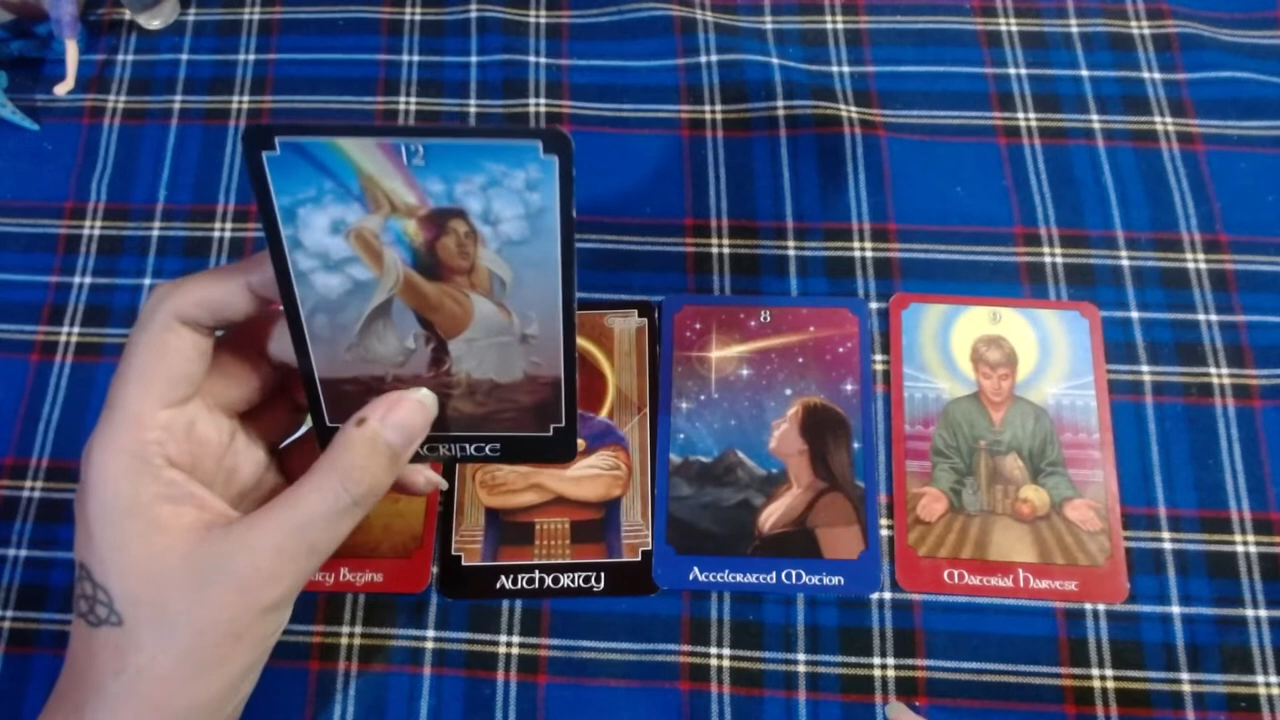 12
ACRIFICE
8
9
ity Begins
AUTHORITY
Accelerated Motion
Material Harvest